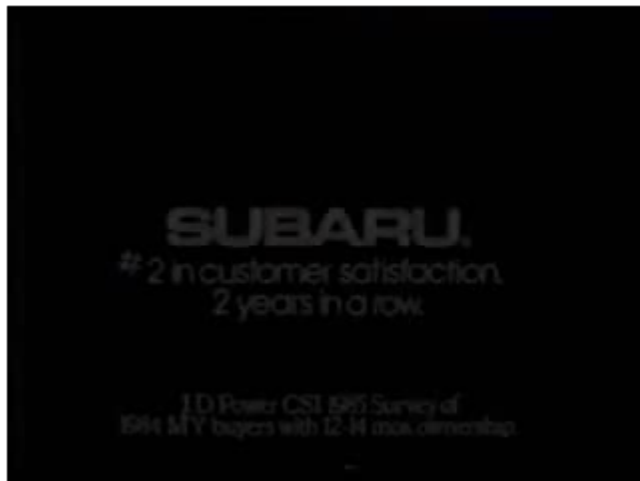 SUBARU.
#2 in customer satisfaction.
2 years in a row.
J.D. Power CSI 1985 Survey of
1984 MY buyers with 12-14 mos. ownership.